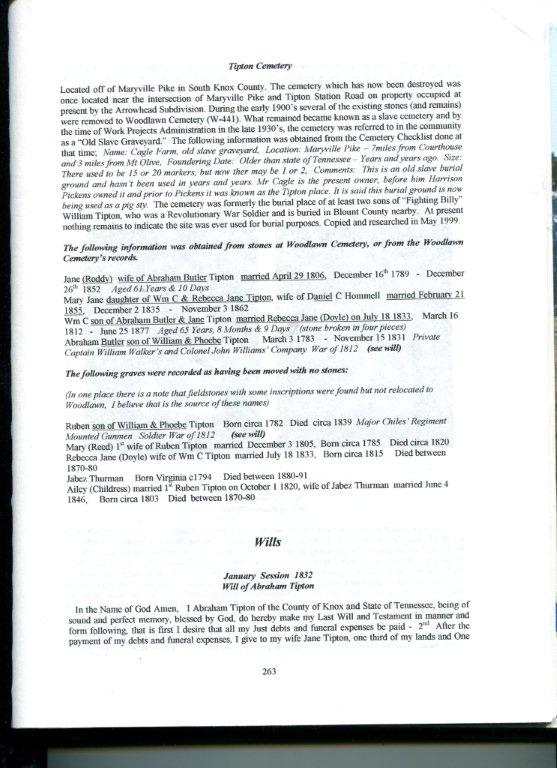 Tipton Cemetery
Located off of Maryville Pike in South Knox County. The cemetery which has now been destroyed was
once located near the intersection of Maryville Pike and Tipton Station Road on property occupied at
present by the Arrowhead Subdivision. During the early 1900's several of the existing stones (and remains)
were removed to Woodlawn Cemetery (W-441). What remained became known as a slave cemetery and by
the time of Work Projects Administration in the late 1930's, the cemetery was referred to in the community
as a "Old Slave Graveyard." The following information was obtained from the Cemetery Checklist done at
that time; Name: Cagle Farm, old slave graveyard, Location: Maryville Pike – 7miles from Courthouse
and 3 miles from Mt Olive, Foundering Date: Older than state of Tennessee – Years and years ago. Size:
There used to be 15 or 20 markers, but now ther may be 1 or 2, Comments: This is an old slave burial
ground and hasn't been used in years and years. Mr Cagle is the present owner, before him Harrison
Pickens owned it and prior to Pickens it was known as the Tipton place. It is said this burial ground is now
being used as a pig sty. The cemetery was formerly the burial place of at least two sons of "Fighting Billy"
William Tipton, who was a Revolutionary War Soldier and is buried in Blount County nearby. At present
nothing remains to indicate the site was ever used for burial purposes. Copied and researched in May 1999.
The following information was obtained from stones at Woodlawn Cemetery, or from the Woodlawn
Cemetery's records.
Jane (Roddy) wife of Abraham Butler Tipton married April 29 1806, December 16th 1789 - December
26th 1852 Aged 61 Years & 10 Days
Mary Jane daughter of Wm C & Rebecca Jane Tipton, wife of Daniel C Hommell married February 21
1855, December 2 1835 - November 3 1862
Wm C son of Abraham Butler & Jane Tipton married Rebecca Jane (Doyle) on July 18 1833, March 16
1812 - June 25 1877 Aged 65 Years, 8 Months & 9 Days (stone broken in four pieces)
Abraham Butler son of William & Phoebe Tipton March 3 1783 - November 15 1831 Private
Captain William Walker's and Colonel John Williams' Company War of 1812 (see will)
The following graves were recorded as having been moved with no stones:
(In one place there is a note that fieldstones with some inscriptions were found but not relocated to
Woodlawn, I believe that is the source of these names)
Ruben son of William & Phoebe Tipton Born circa 1782 Died circa 1839 Major Chiles' Regiment
Mounted Gunmen Soldier War of 1812 (see will)
Mary (Reed) 1st wife of Ruben Tipton married December 3 1805, Born circa 1785 Died circa 1820
Rebecca Jane (Doyle) wife of Wm C Tipton married July 18 1833, Born circa 1815 Died between
1870-80
Jabez Thurman Born Virginia c1794 Died between 1880-91
Ailcy (Childress) married 1st Ruben Tipton on October 1 1820, wife of Jabez Thurman married June 4
1846, Born circa 1803 Died between 1870-80
Wills
January Session 1832
Will of Abraham Tipton
In the Name of God Amen, I Abraham Tipton of the County of Knox and State of Tennessee, being of
sound and perfect memory, blessed by God, do hereby make my Last Will and Testament in manner and
form following, that is first I desire that all my Just debts and funeral expenses be paid - 2nd After the
payment of my debts and funeral expenses, I give to my wife Jane Tipton, one third of my lands and One
263